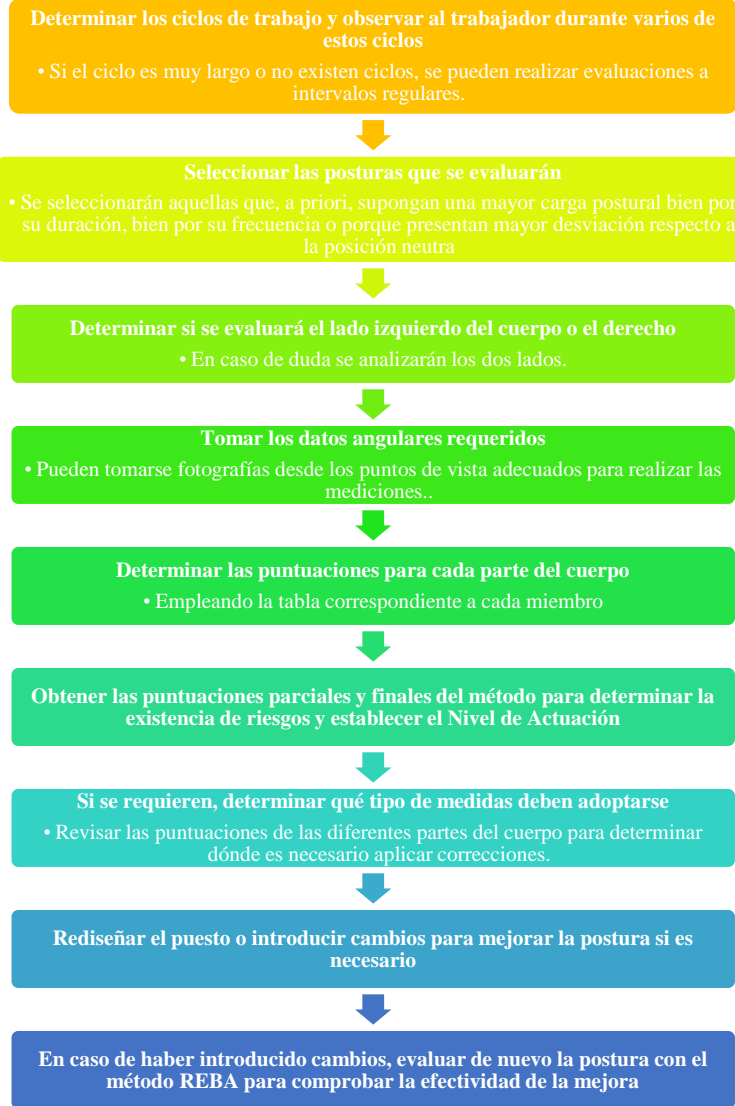 Determinar los ciclos de trabajo y observar al trabajador durante varios de
estos ciclos
• Si el ciclo es muy largo o no existen ciclos, se pueden realizar evaluaciones a
intervalos regulares.
Seleccionar las posturas que se evaluarán
• Se seleccionarán aquellas que, a priori, supongan una mayor carga postural bien por
su duración, bien por su frecuencia o porque presentan mayor desviación respecto a
la posición neutra
Determinar si se evaluará el lado izquierdo del cuerpo o el derecho
• En caso de duda se analizarán los dos lados.
Tomar los datos angulares requeridos
• Pueden tomarse fotografías desde los puntos de vista adecuados para realizar las
mediciones..
Determinar las puntuaciones para cada parte del cuerpo
• Empleando la tabla correspondiente a cada miembro
Obtener las puntuaciones parciales y finales del método para determinar la
existencia de riesgos y establecer el Nivel de Actuación
Si se requieren, determinar qué tipo de medidas deben adoptarse
• Revisar las puntuaciones de las diferentes partes del cuerpo para determinar
dónde es necesario aplicar correcciones.
Rediseñar el puesto o introducir cambios para mejorar la postura si es
necesario
En caso de haber introducido cambios, evaluar de nuevo la postura con el
método REBA para comprobar la efectividad de la mejora